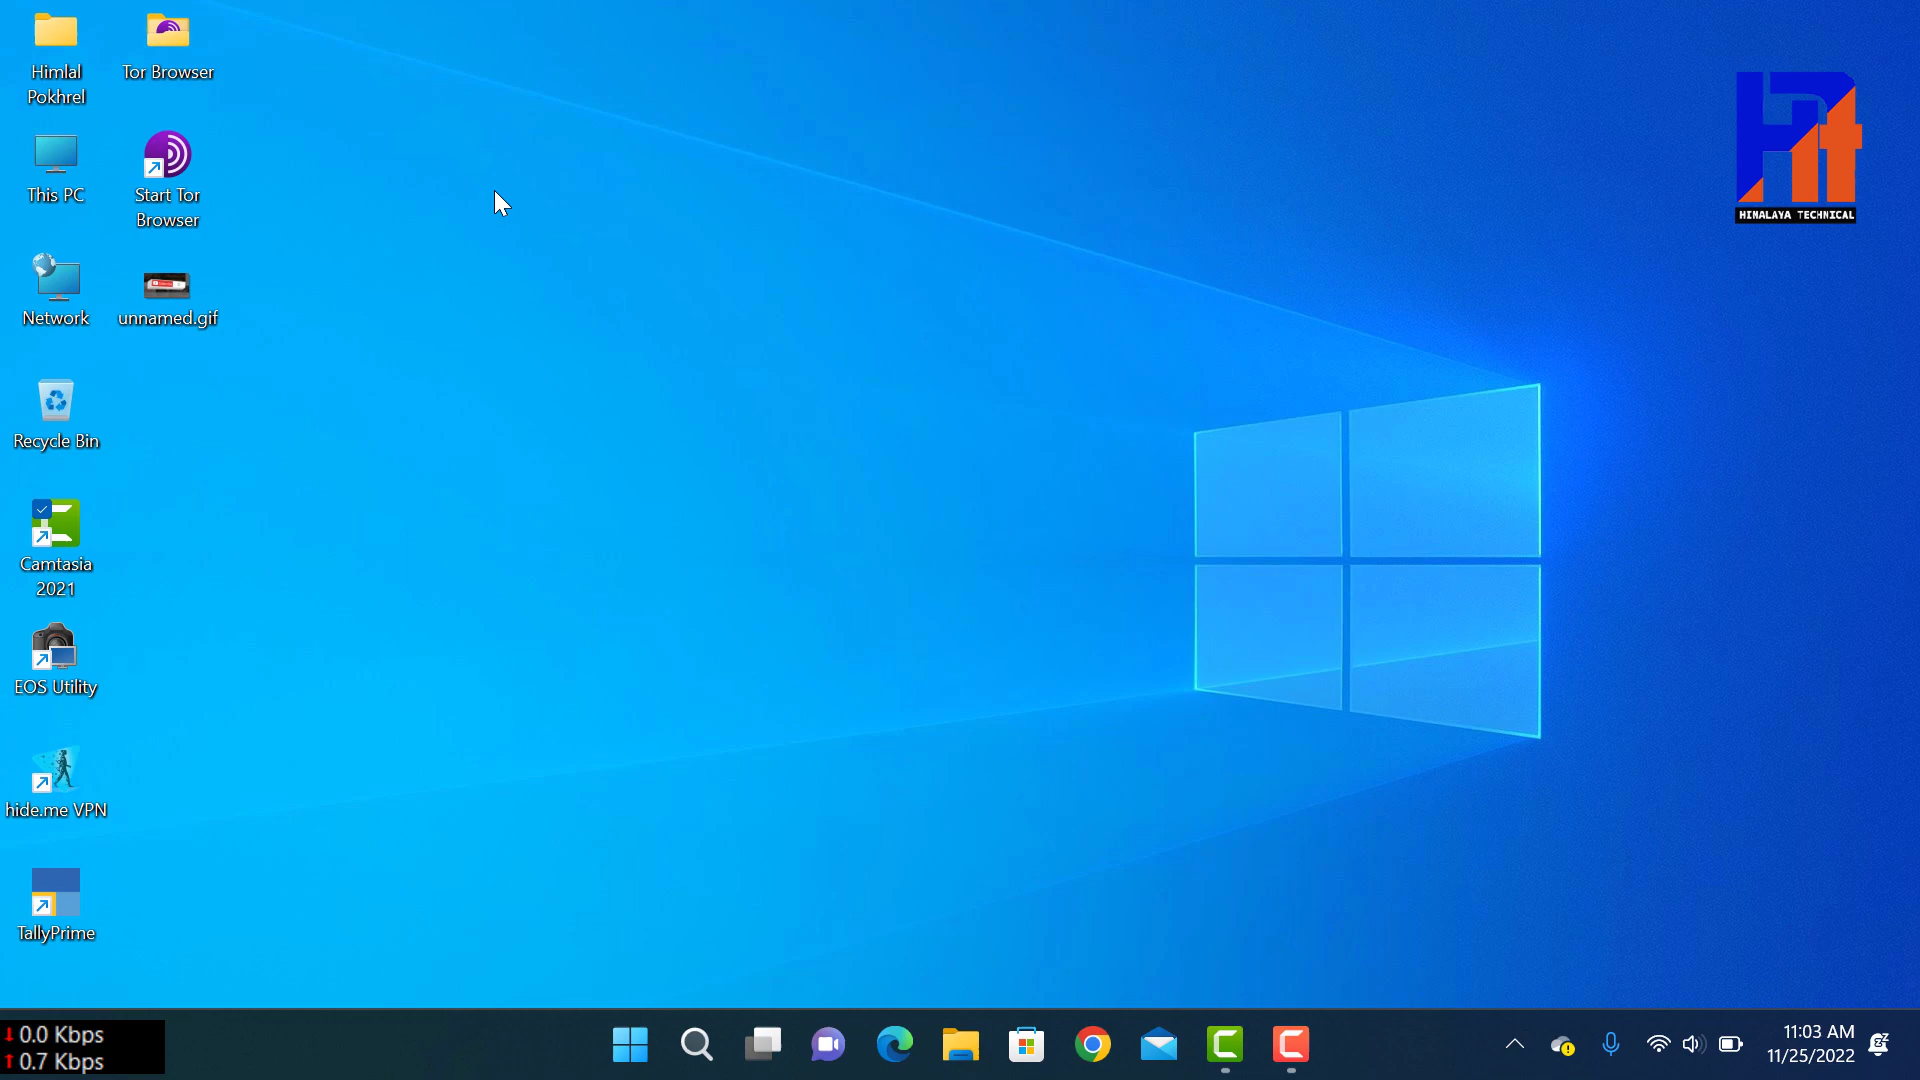 Himlal
Pokhrel
Tor Browser
This PC
Start Tor
Browser
Network
unnamed.gif
Recycle Bin
Camtasia
2021
EOS Utility
hide.me VPN
TallyPrime
HIMALAYA TECHNICAL
0.0 Kbps
0.7 Kbps
11:03 AM
11/25/2022